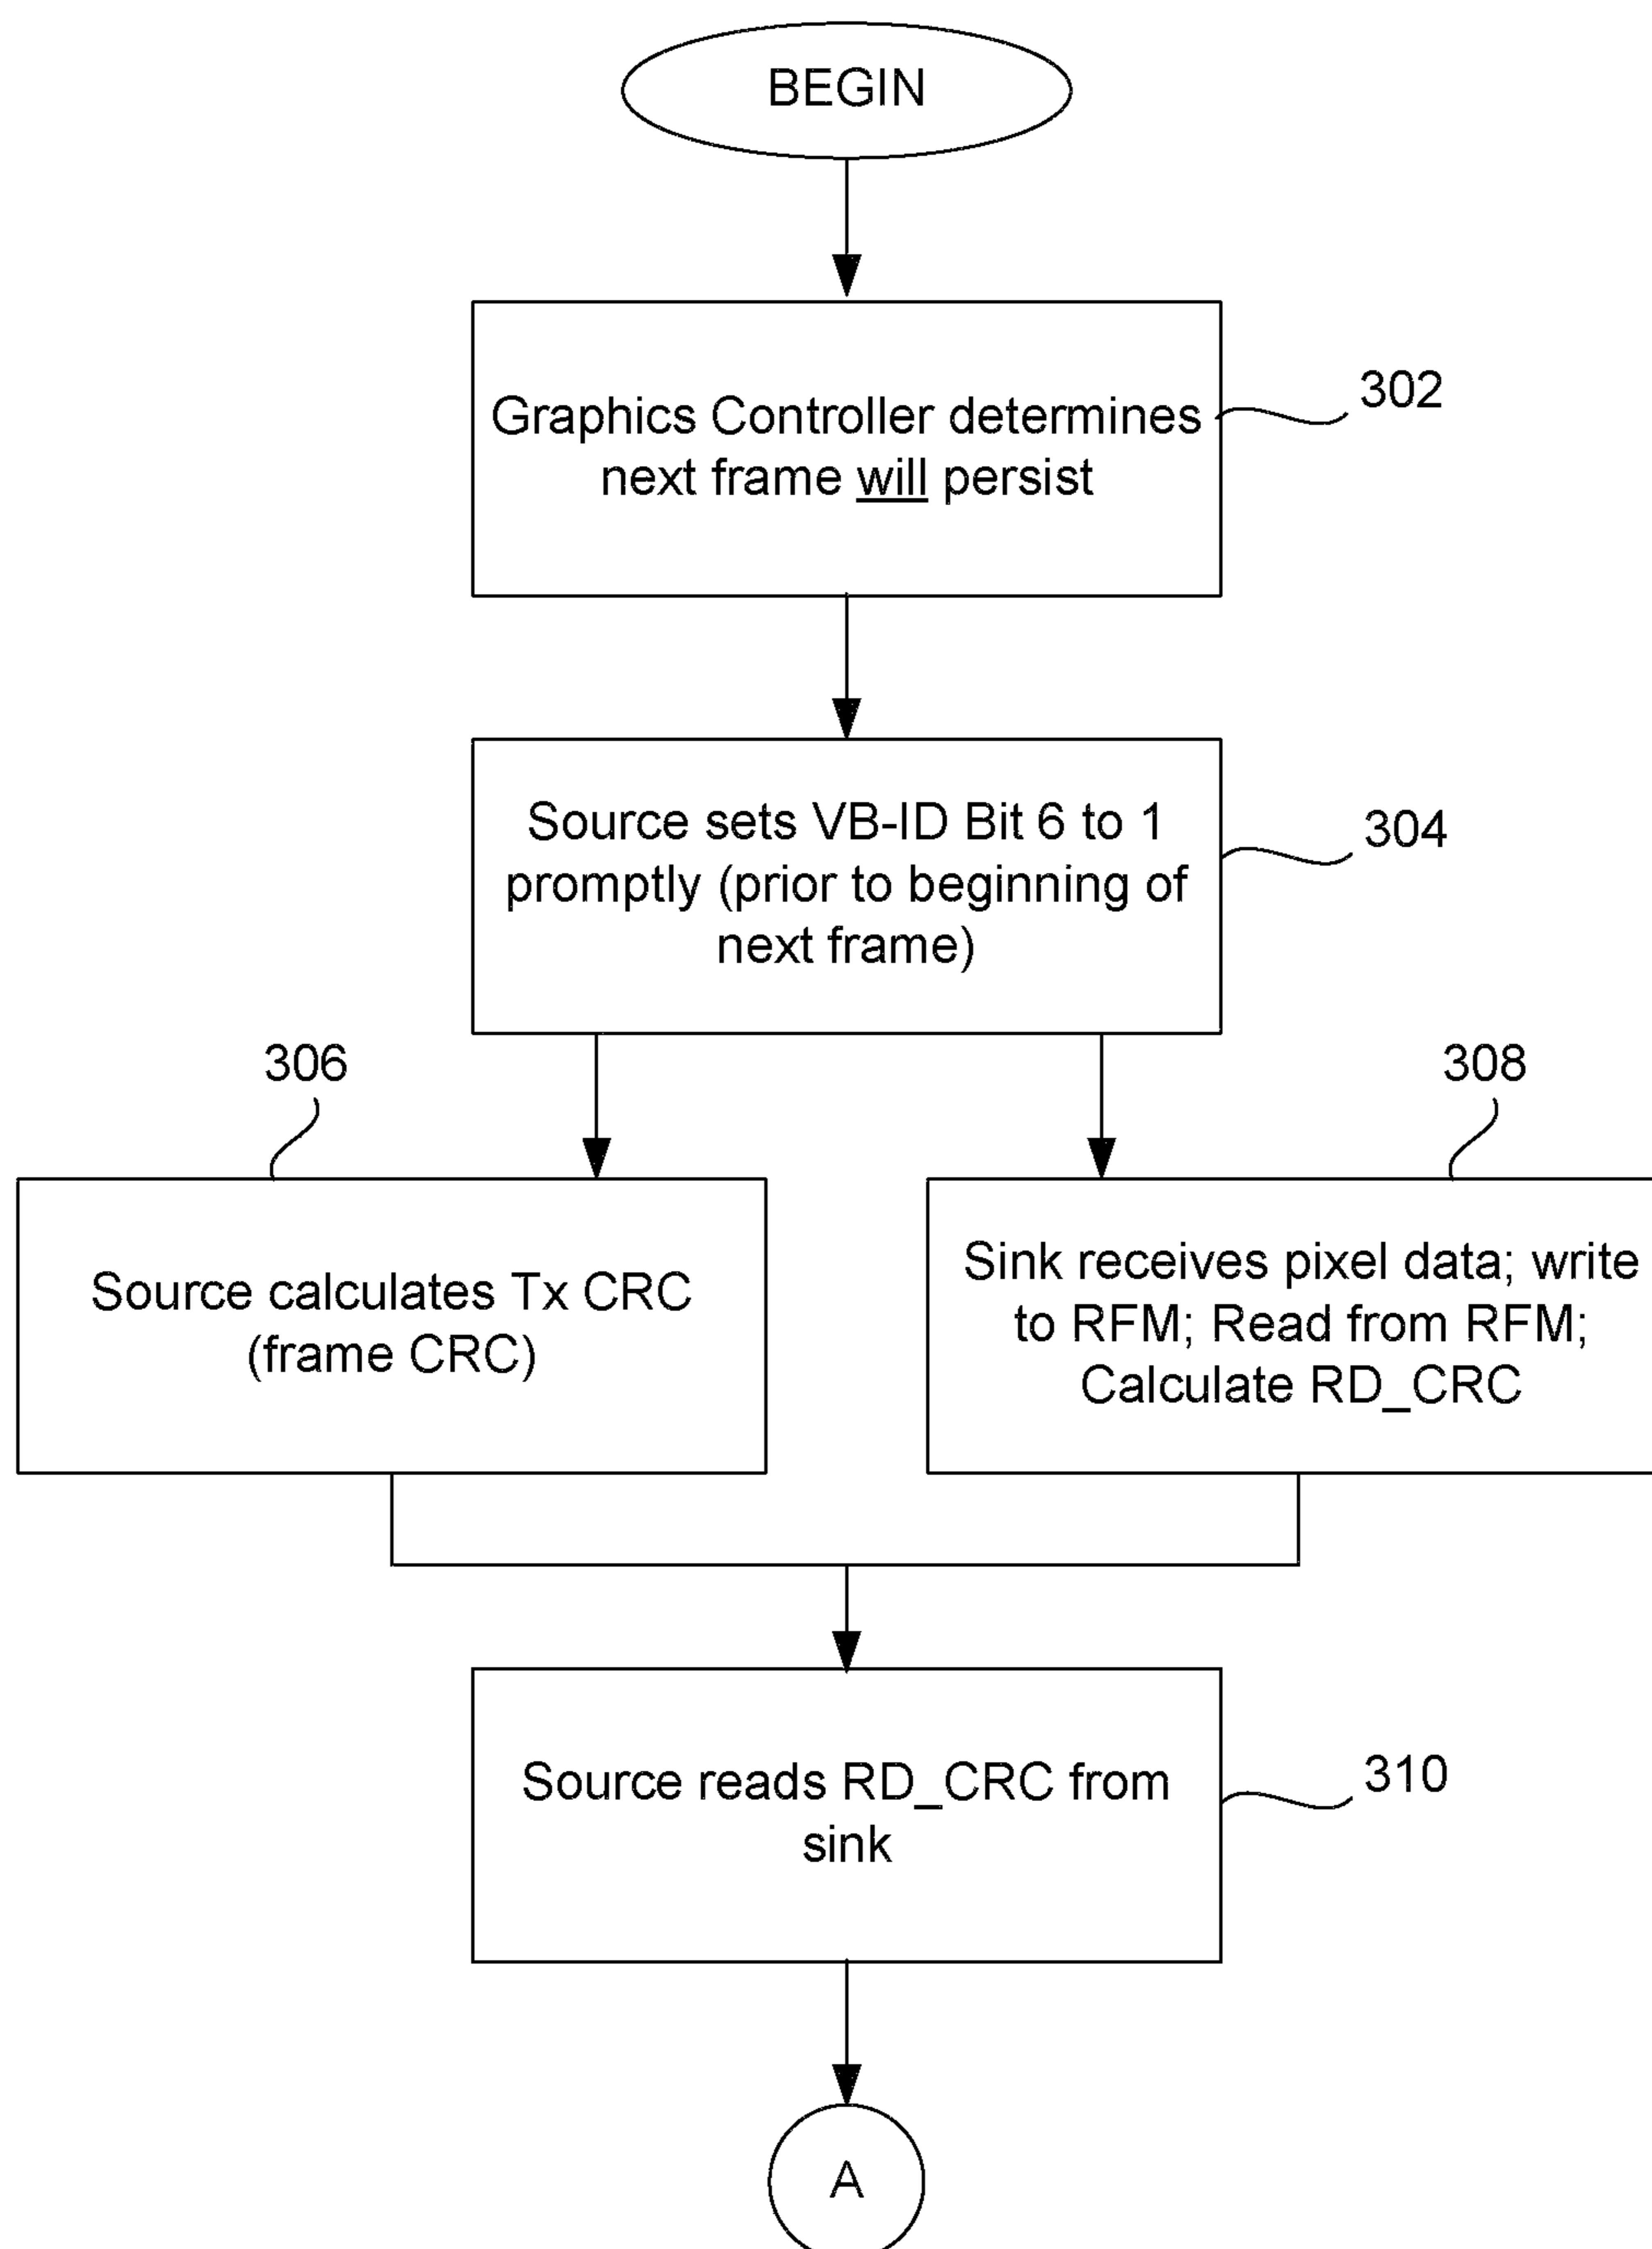 BEGIN
Graphics Controller determines
next frame will persist
302
Source sets VB-ID Bit 6 to 1
promptly (prior to beginning of
next frame)
304
306
308
Source calculates Tx CRC
(frame CRC)
Sink receives pixel data; write
to RFM; Read from RFM;
Calculate RD_CRC
Source reads RD_CRC from
sink
310
A